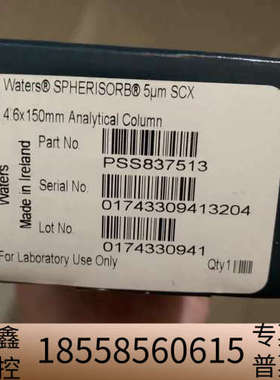 Waters® SPHERISORB® 5µm SCX
4.6x150mm Analytical Column
Part No.
PSS837513
Serial No.
01743309413204
Lot No.
0174330941
Waters
Made in Ireland
For Laboratory Use Only
Qty 1
鑫
控
18558560615
专
普